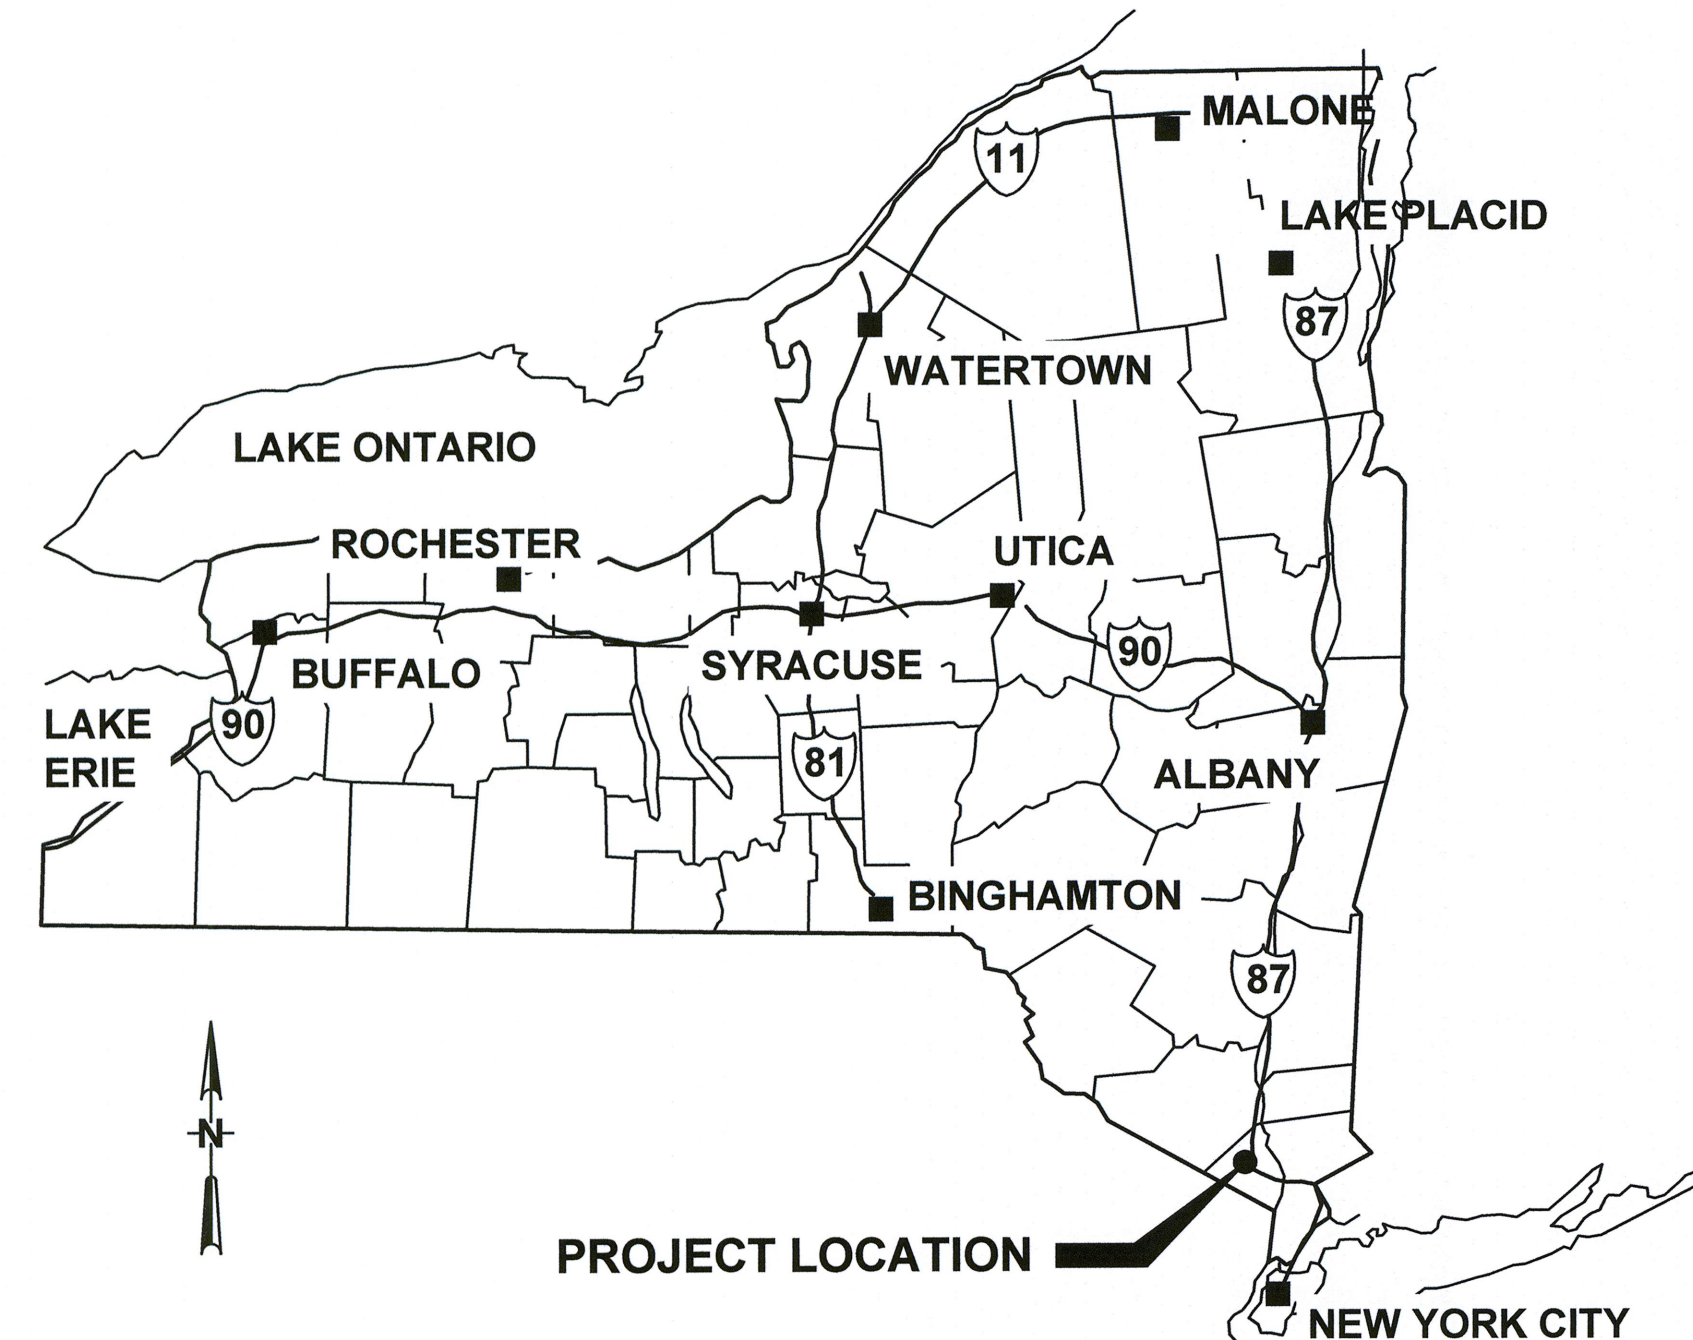 MALONE
11
LAKE PLACID
87
WATERTOWN
LAKE ONTARIO
ROCHESTER
UTICA
90
BUFFALO
SYRACUSE
LAKE
ERIE
90
81
ALBANY
BINGHAMTON
87
N
PROJECT LOCATION
NEW YORK CITY